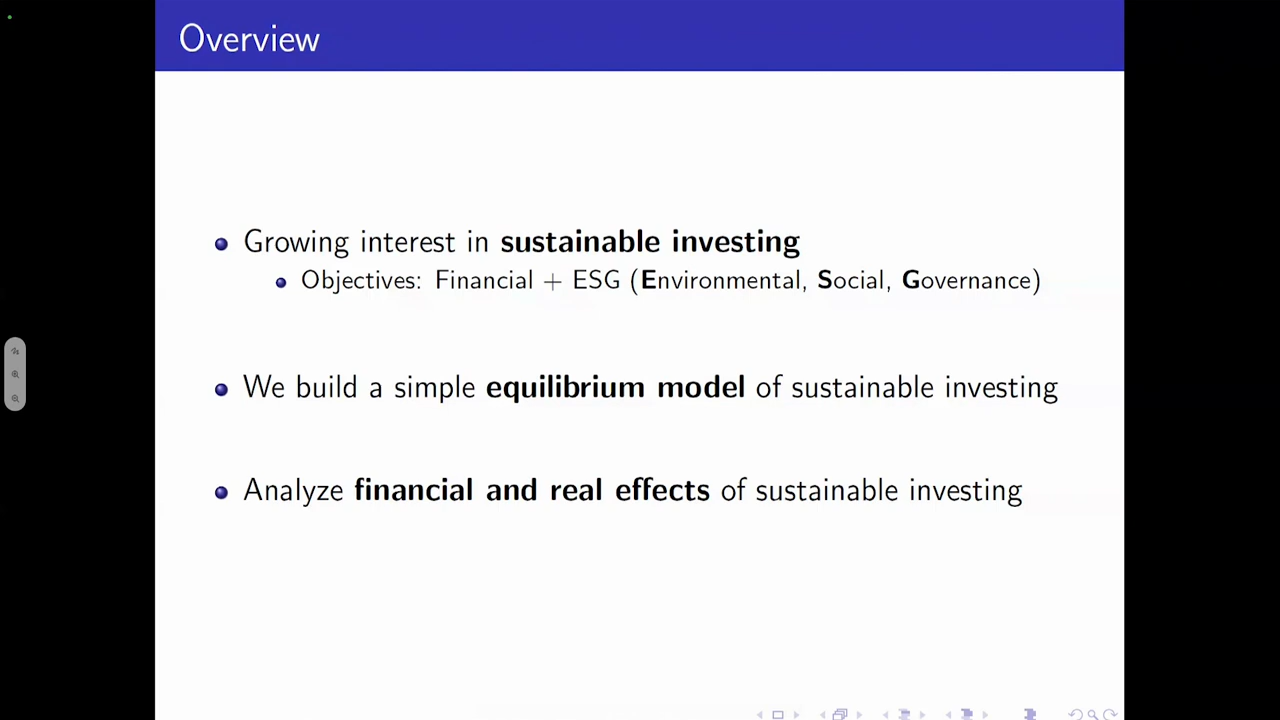 Overview
Growing interest in sustainable investing
Objectives: Financial + ESG (Environmental, Social, Governance)
We build a simple equilibrium model of sustainable investing
Analyze financial and real effects of sustainable investing